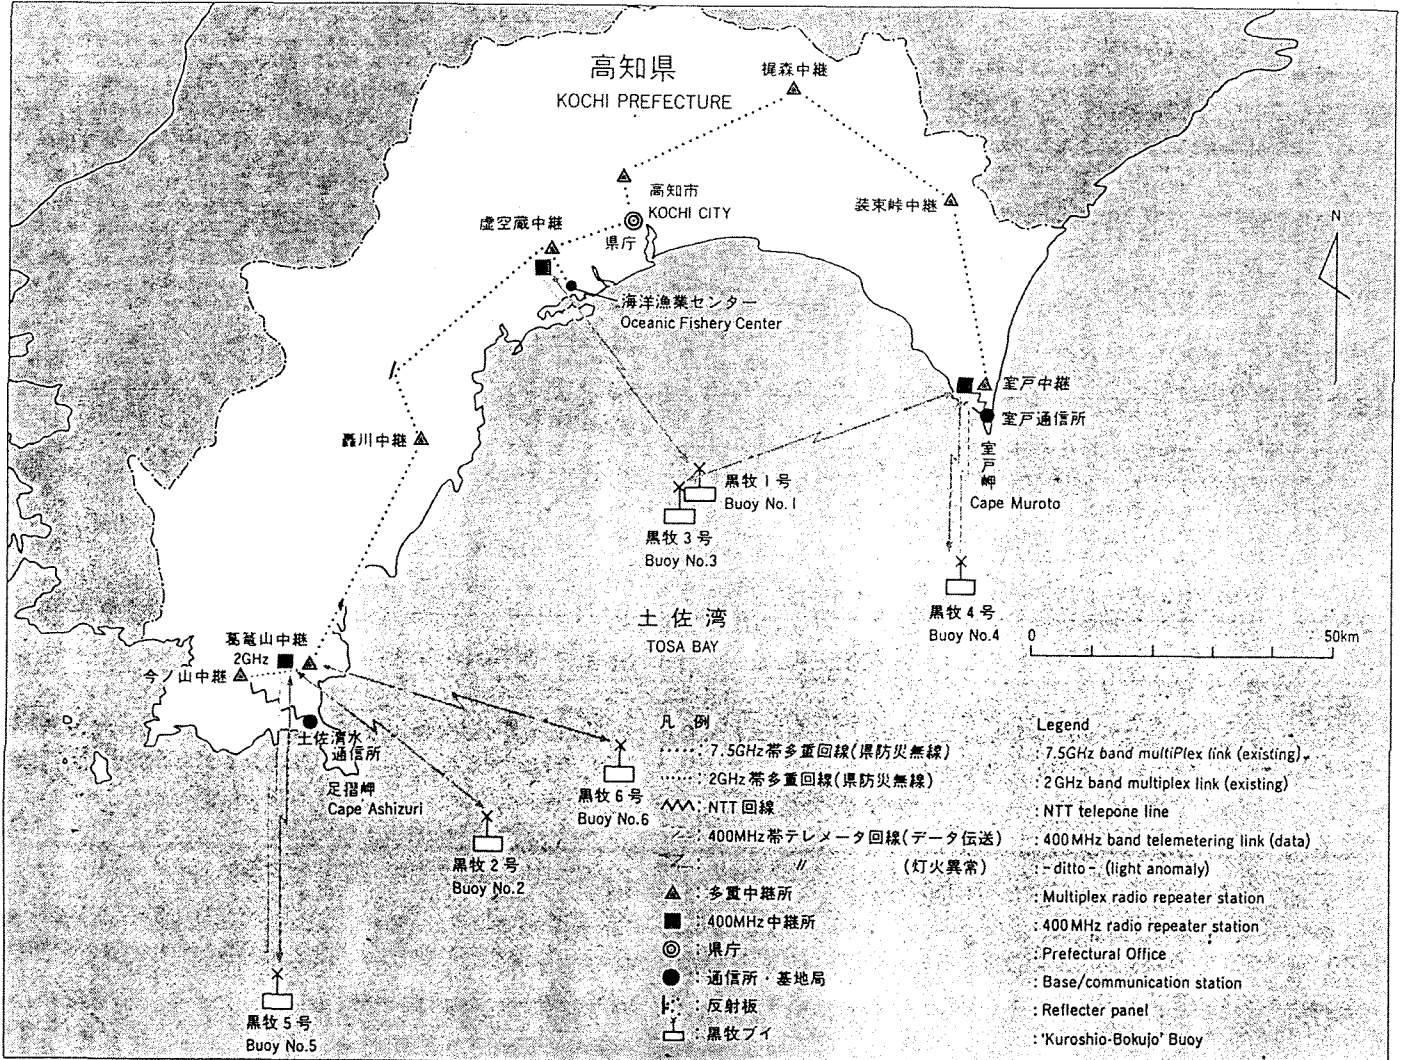 高知県
KOCHI PREFECTURE
梶森中継
高知市
KOCHI CITY
県庁
虚空蔵中継
装束峠中継
N
海洋漁業センター
Oceanic Fishery Center
室戸中継
室戸通信所
室戸岬
Cape Muroto
轟川中継
黒牧1号
Buoy No.1
黒牧3号
Buoy No.3
黒牧4号
Buoy No.4
土佐湾
TOSA BAY
0 50km
2GHz
今ノ山中継
土佐清水
通信所
足摺岬
Cape Ashizuri
黒牧6号
Buoy No.6
黒牧2号
Buoy No.2
黒牧5号
Buoy No.5
凡例
: 7.5GHz帯多重回線(県防災無線)
: 2GHz帯多重回線(県防災無線)
: NTT回線
: 400MHz帯テレメータ回線(データ伝送)
: 〃 (灯火異常)
: 多重中継所
: 400MHz中継所
: 県庁
: 通信所・基地局
: 反射板
: 黒牧ブイ
Legend
: 7.5GHz band multiPlex link (existing)
: 2GHz band multiplex link (existing)
: NTT telepone line
: 400MHz band telemetering link (data)
: -ditto- (light anomaly)
: Multiplex radio repeater station
: 400MHz radio repeater station
: Prefectural Office
: Base/communication station
: Reflecter panel
: 'Kuroshio-Bokujo' Buoy